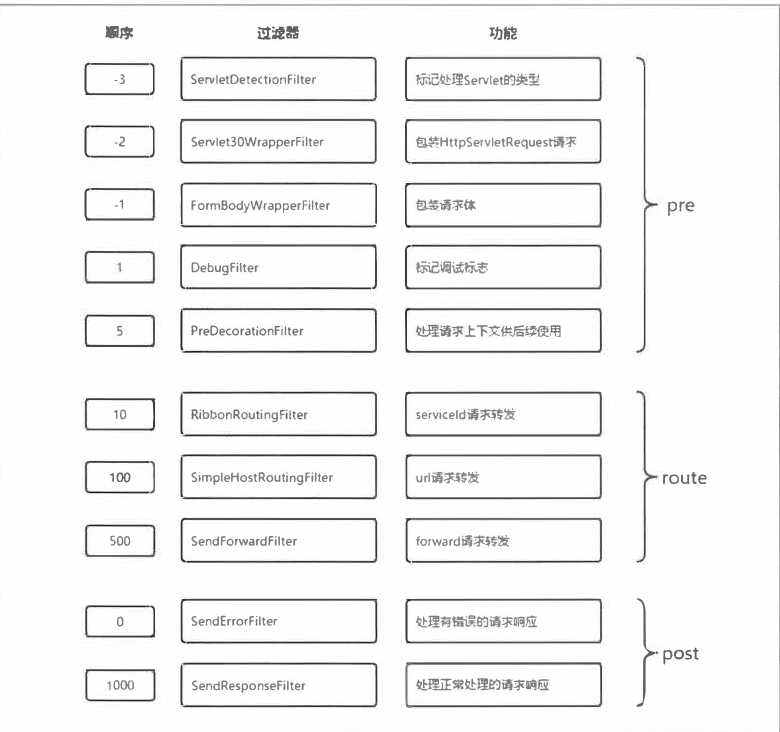 顺序 过滤器 功能
-3 ServletDetectionFilter 标记处理Servlet的类型
-2 Servlet30WrapperFilter 包装HttpServletRequest请求
-1 FormBodyWrapperFilter 包装请求体
1 DebugFilter 标记调试标志
5 PreDecorationFilter 处理请求上下文供后续使用
pre
10 RibbonRoutingFilter serviceId请求转发
100 SimpleHostRoutingFilter url请求转发
500 SendForwardFilter forward请求转发
route
0 SendErrorFilter 处理有错误的请求响应
1000 SendResponseFilter 处理正常处理的请求响应
post